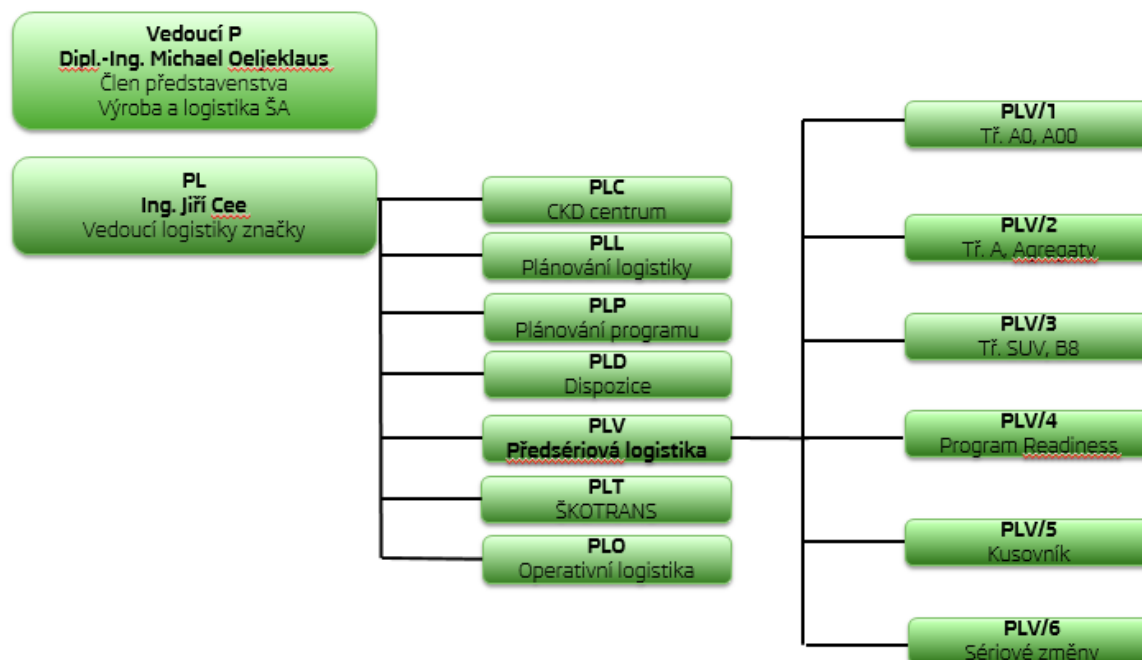 Vedoucí P
Dipl.-Ing. Michael Oeljeklaus
Člen představenstva
Výroba a logistika ŠA
PL
Ing. Jiří Cee
Vedoucí logistiky značky
PLC
CKD centrum
PLL
Plánování logistiky
PLP
Plánování programu
PLD
Dispozice
PLV
Předsériová logistika
PLT
ŠKOTRANS
PLO
Operativní logistika
PLV/1
Tř. A0, A00
PLV/2
Tř. A, Agregaty
PLV/3
Tř. SUV, B8
PLV/4
Program Readiness
PLV/5
Kusovník
PLV/6
Sériové změny